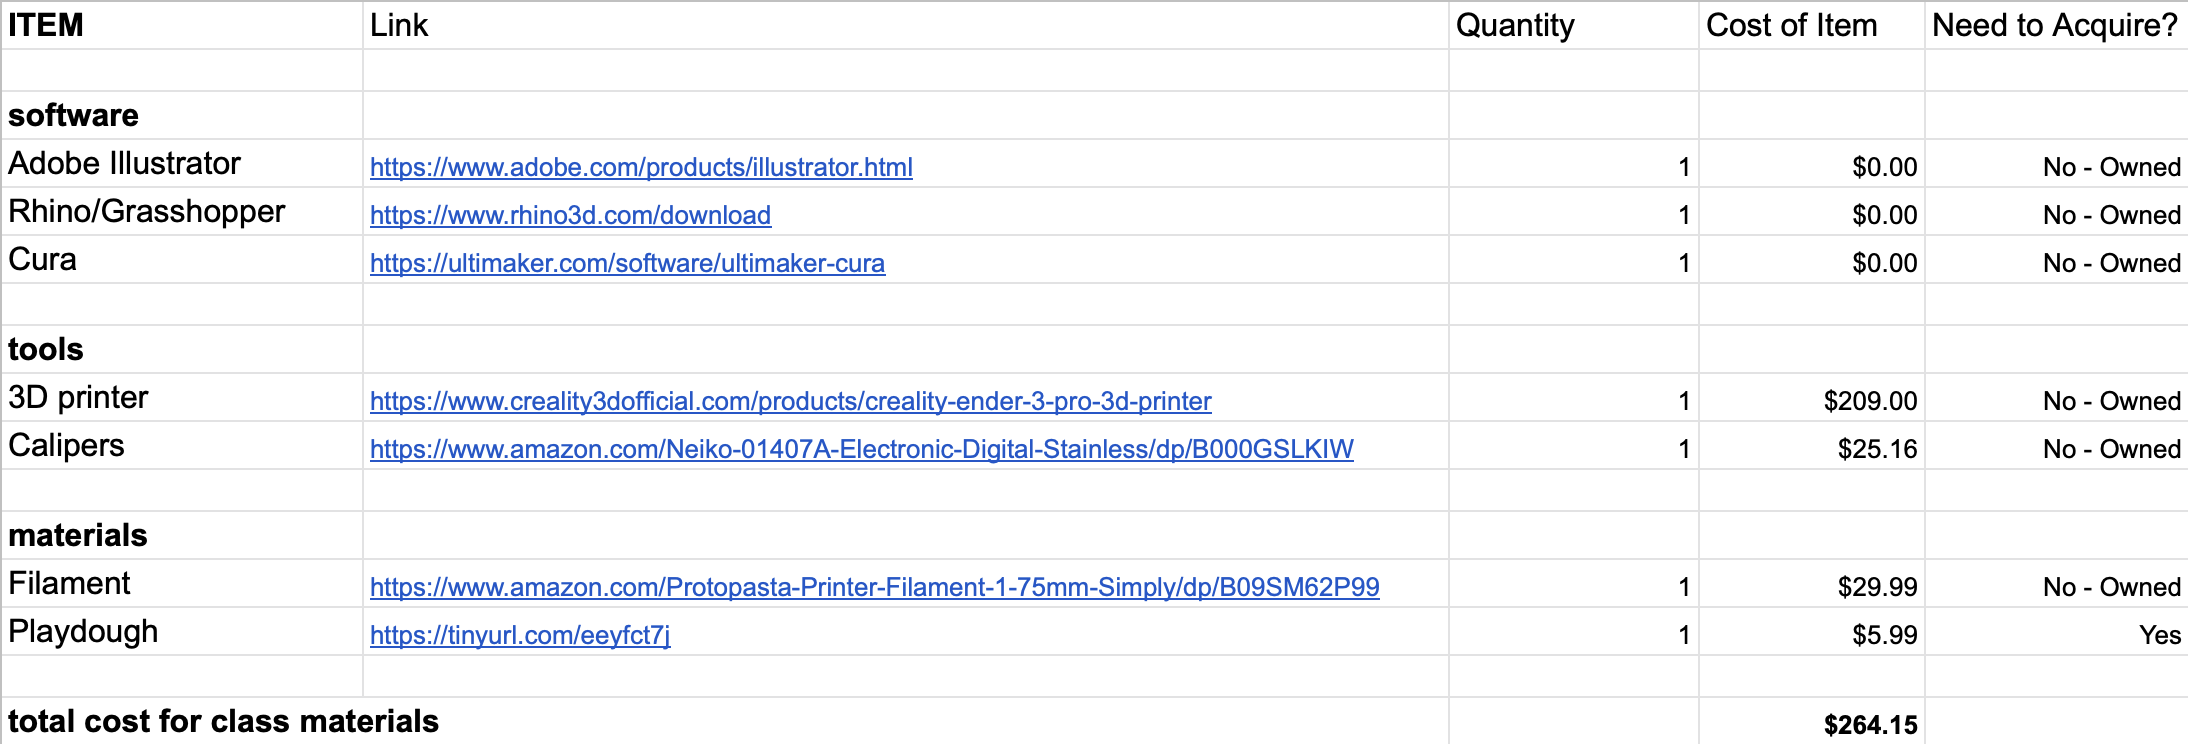 ITEM Link Quantity Cost of Item Need to Acquire?
software
Adobe Illustrator https://www.adobe.com/products/illustrator.html 1 $0.00 No - Owned
Rhino/Grasshopper https://www.rhino3d.com/download 1 $0.00 No - Owned
Cura https://ultimaker.com/software/ultimaker-cura 1 $0.00 No - Owned
tools
3D printer https://www.creality3dofficial.com/products/creality-ender-3-pro-3d-printer 1 $209.00 No - Owned
Calipers https://www.amazon.com/Neiko-01407A-Electronic-Digital-Stainless/dp/B000GSLKIW 1 $25.16 No - Owned
materials
Filament https://www.amazon.com/Protopasta-Printer-Filament-1-75mm-Simply/dp/B09SM62P99 1 $29.99 No - Owned
Playdough https://tinyurl.com/eeyfct7j 1 $5.99 Yes
total cost for class materials $264.15